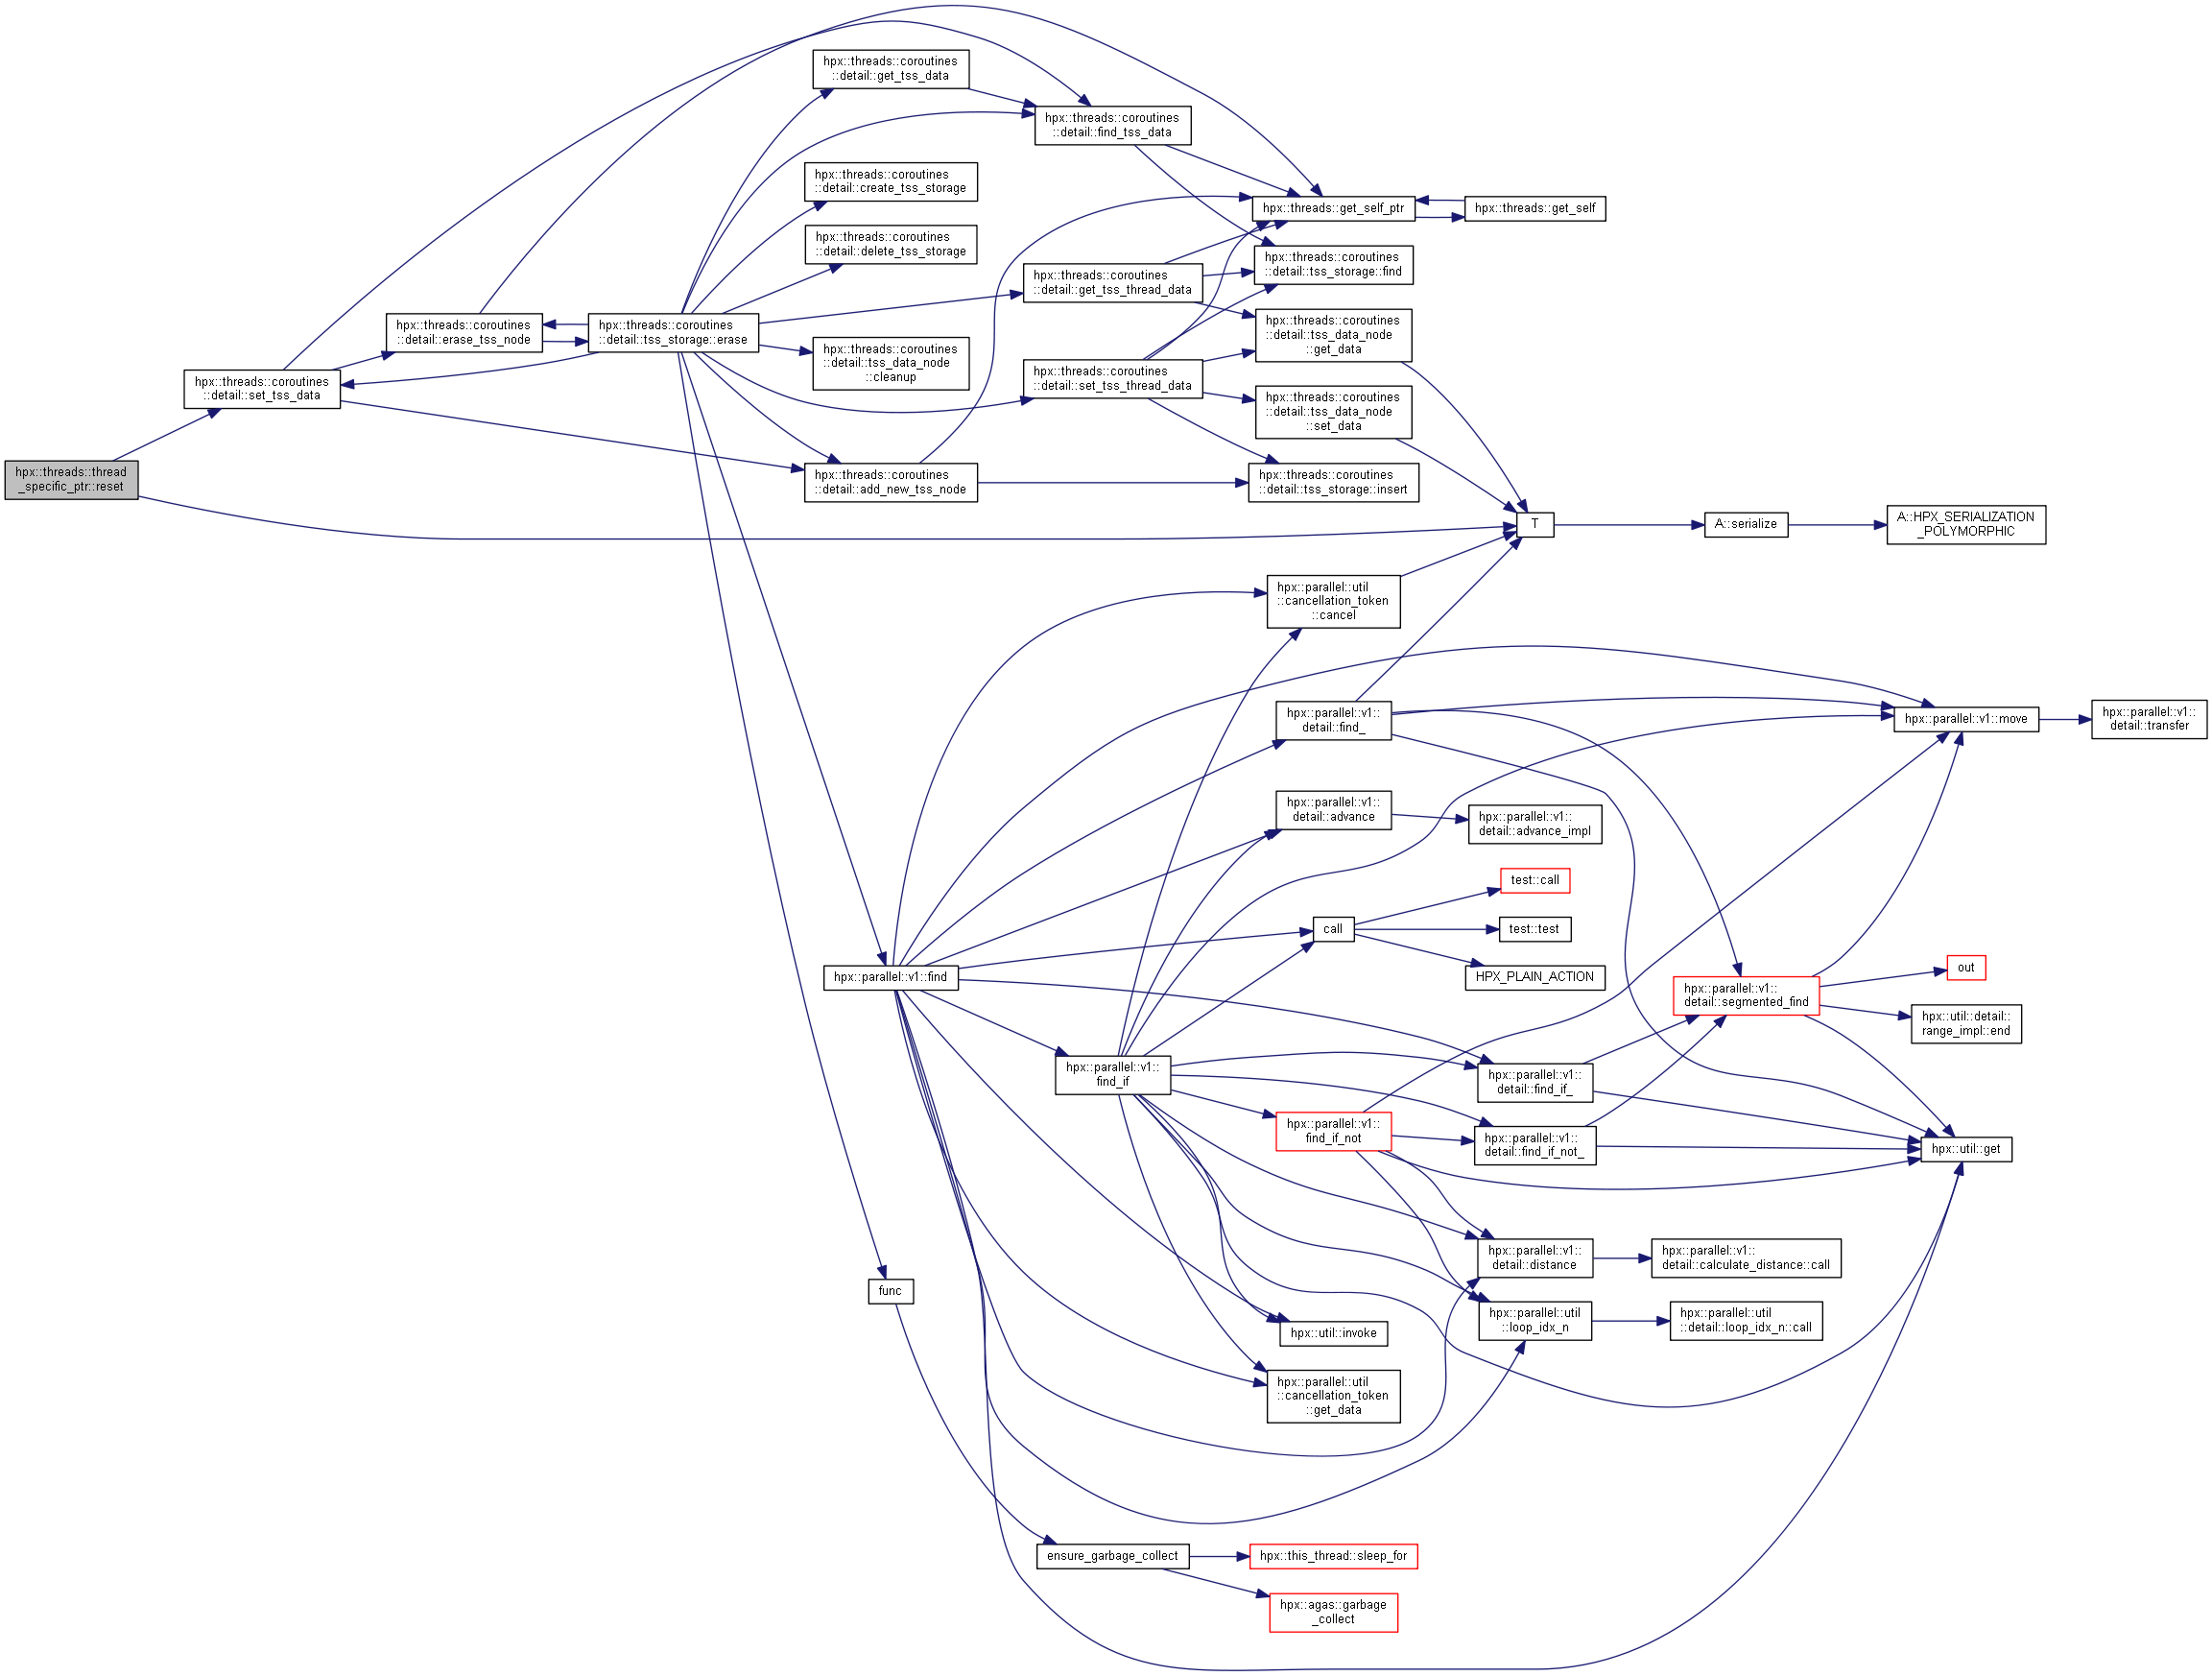 hpx::threads::thread
_specific_ptr::reset
hpx::threads::coroutines
::detail::set_tss_data
hpx::threads::coroutines
::detail::erase_tss_node
hpx::threads::coroutines
::detail::tss_storage::erase
hpx::threads::coroutines
::detail::get_tss_data
hpx::threads::coroutines
::detail::find_tss_data
hpx::threads::coroutines
::detail::create_tss_storage
hpx::threads::coroutines
::detail::delete_tss_storage
hpx::threads::coroutines
::detail::get_tss_thread_data
hpx::threads::coroutines
::detail::tss_data_node
::cleanup
hpx::threads::coroutines
::detail::set_tss_thread_data
hpx::threads::coroutines
::detail::add_new_tss_node
hpx::threads::get_self_ptr
hpx::threads::get_self
hpx::threads::coroutines
::detail::tss_storage::find
hpx::threads::coroutines
::detail::tss_data_node
::get_data
hpx::threads::coroutines
::detail::tss_data_node
::set_data
hpx::threads::coroutines
::detail::tss_storage::insert
T
A::serialize
A::HPX_SERIALIZATION
_POLYMORPHIC
hpx::parallel::util
::cancellation_token
::cancel
hpx::parallel::v1::
detail::find_
hpx::parallel::v1::move
hpx::parallel::v1::
detail::transfer
hpx::parallel::v1::
detail::advance
hpx::parallel::v1::
detail::advance_impl
test::call
call
test::test
HPX_PLAIN_ACTION
hpx::parallel::v1::find
hpx::parallel::v1::
detail::segmented_find
out
hpx::util::detail::
range_impl::end
hpx::parallel::v1::
find_if
hpx::parallel::v1::
detail::find_if_
hpx::parallel::v1::
find_if_not
hpx::parallel::v1::
detail::find_if_not_
hpx::util::get
hpx::parallel::v1::
detail::distance
hpx::parallel::v1::
detail::calculate_distance::call
func
hpx::util::invoke
hpx::parallel::util
::loop_idx_n
hpx::parallel::util
::detail::loop_idx_n::call
hpx::parallel::util
::cancellation_token
::get_data
ensure_garbage_collect
hpx::this_thread::sleep_for
hpx::agas::garbage
_collect